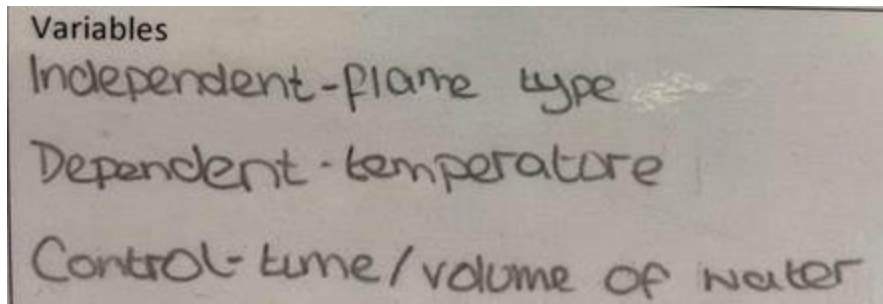 Variables
Independent-flame type
Dependent-temperature
Control-time/volume of water